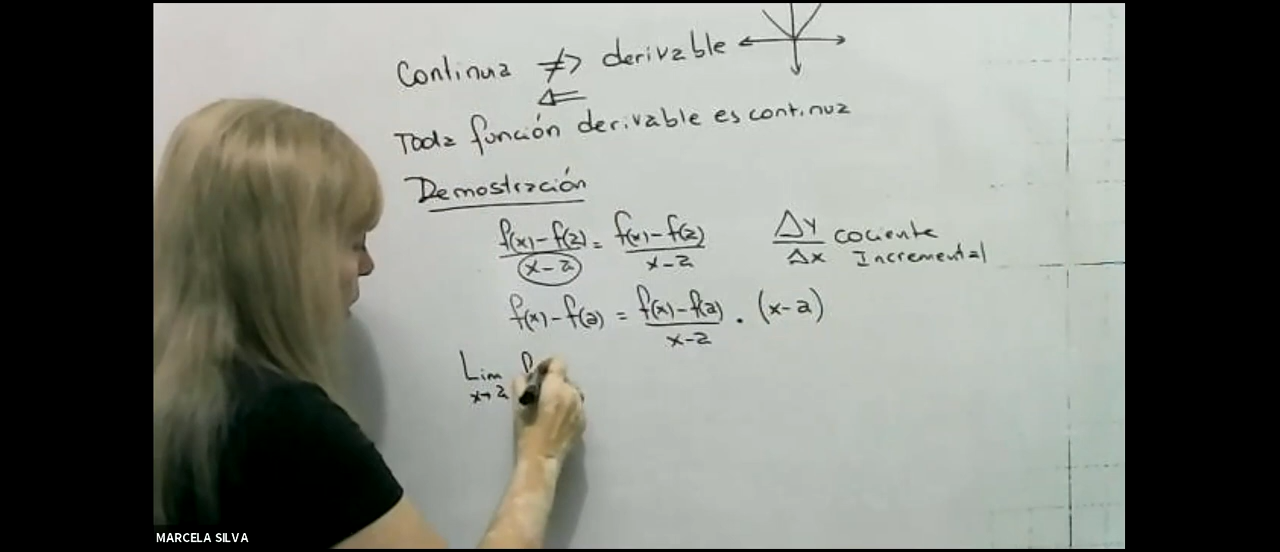 Continua ⇏ derivable
⇐
Toda función derivable es continua
Demostración
f(x)-f(a) / x-a = f(x)-f(a) / x-a
Δy / Δx cociente Incremental
f(x)-f(a) = f(x)-f(a) / x-a . (x-a)
Lim x→a f
MARCELA SILVA